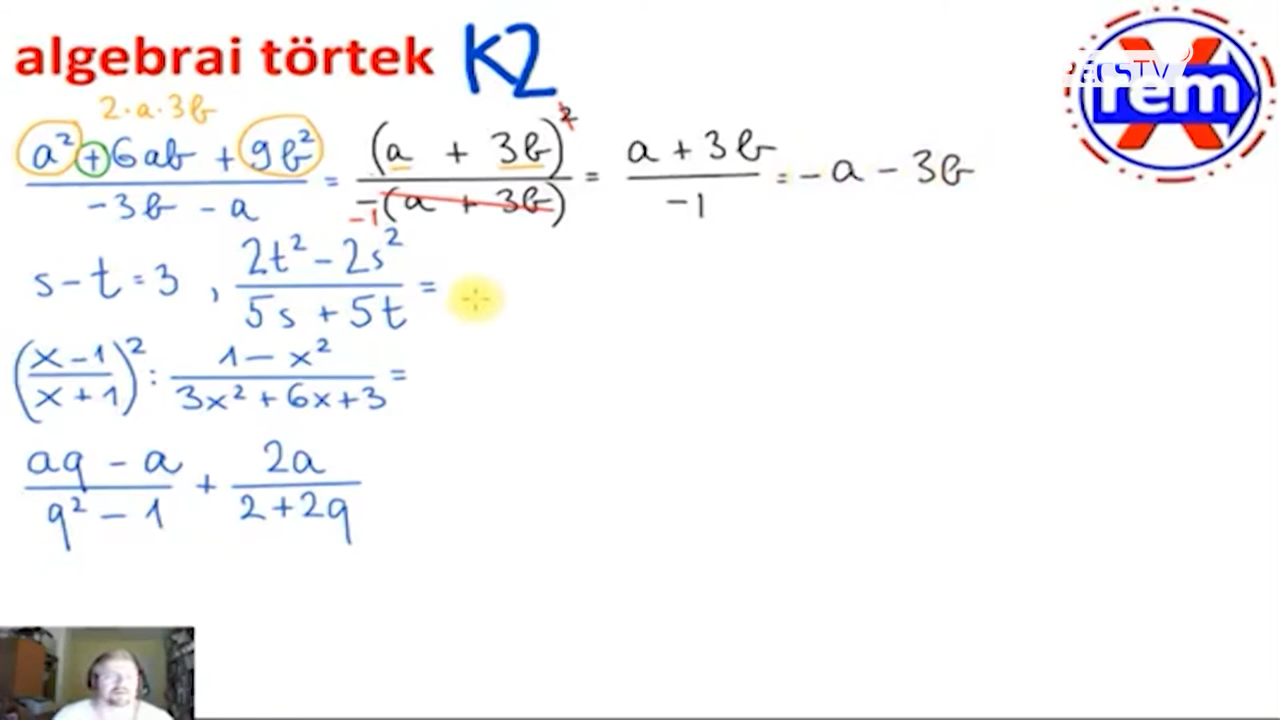 algebrai törtek K2
2·a·3b
(a² + 6ab + 9b²)/(-3b - a) = (a + 3b)²/-(a + 3b) = (a + 3b)/-1 = -a - 3b
-1
s-t=3, (2t²-2s²)/(5s+5t) =
((x-1)/(x+1))² : (1-x²)/(3x²+6x+3) =
(aq - a)/(q² - 1) + 2a/(2+2q)
rem
X